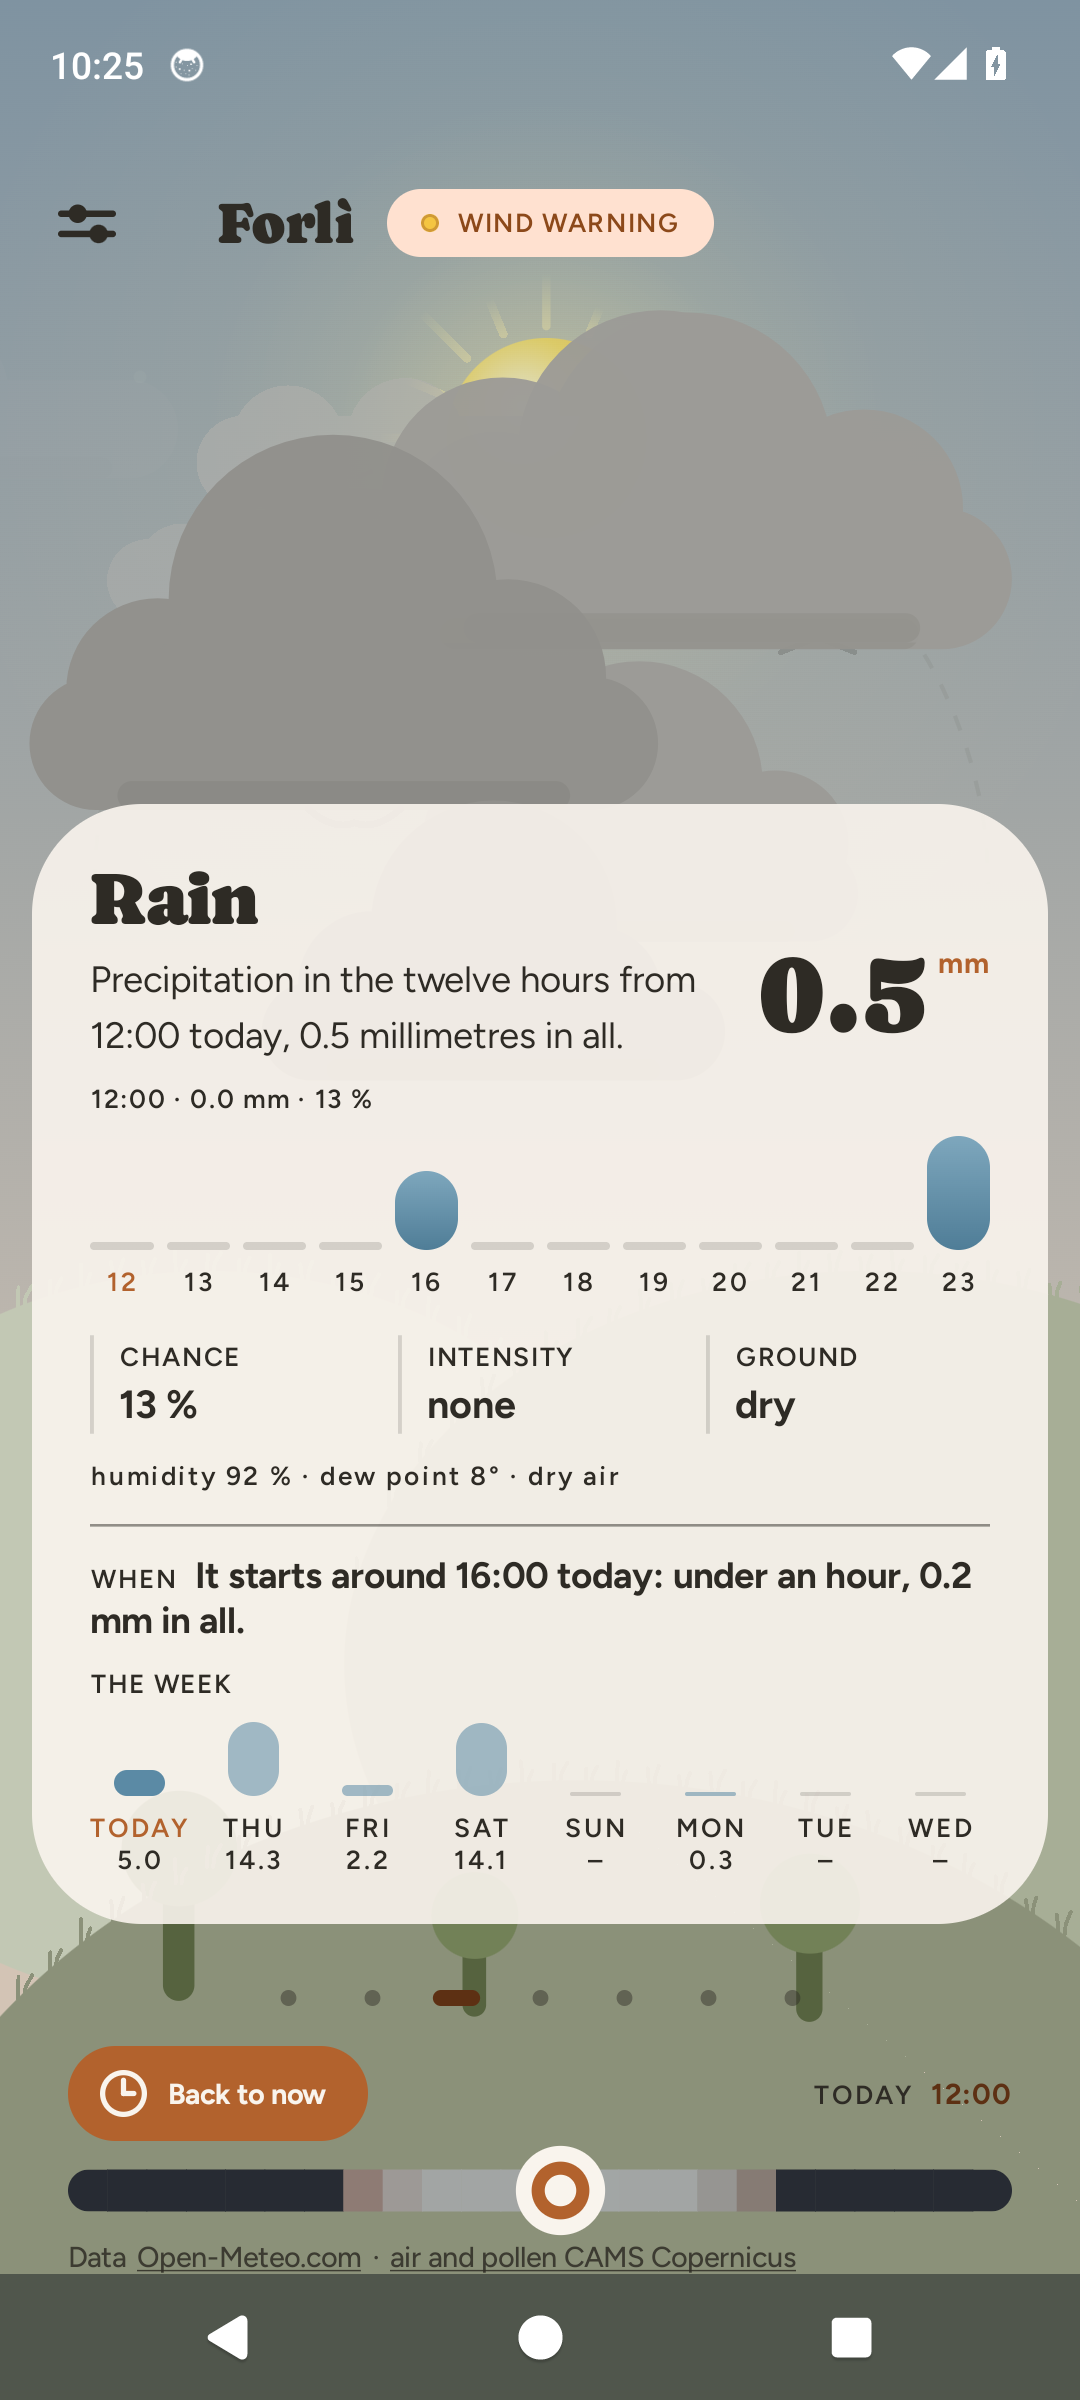 10:25
Forlì
WIND WARNING
Rain
Precipitation in the twelve hours from
12:00 today, 0.5 millimetres in all.
0.5 mm
12:00 · 0.0 mm · 13 %
12 13 14 15 16 17 18 19 20 21 22 23
CHANCE INTENSITY GROUND
13 % none dry
humidity 92 % · dew point 8° · dry air
WHEN It starts around 16:00 today: under an hour, 0.2
mm in all.
THE WEEK
TODAY THU FRI SAT SUN MON TUE WED
5.0 14.3 2.2 14.1 – 0.3 – –
Back to now
TODAY 12:00
Data Open-Meteo.com · air and pollen CAMS Copernicus